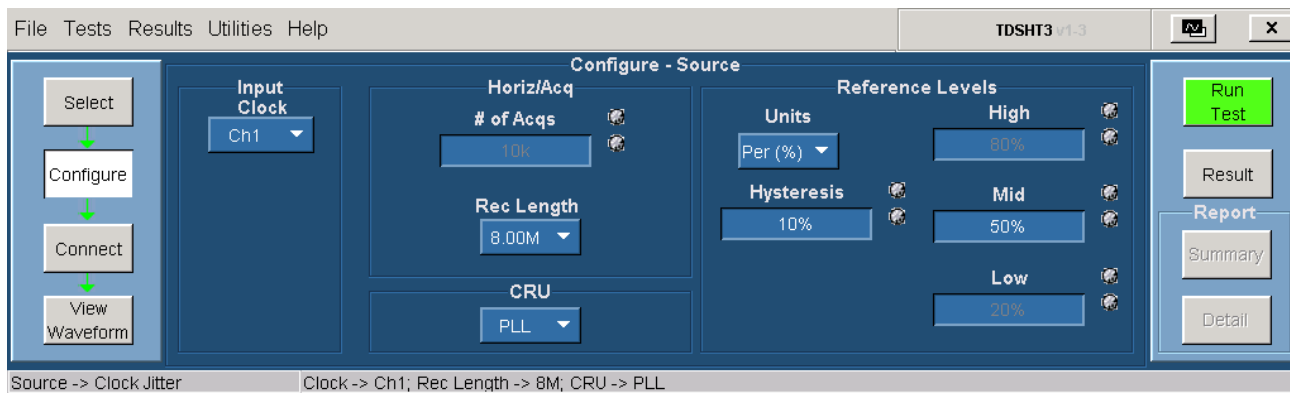 File Tests Results Utilities Help
TDSHT3 v1-3
x
Select
Configure
Connect
View
Waveform
Configure - Source
Input
Clock
Ch1
Horiz/Acq
# of Acqs
10k
Rec Length
8.00M
CRU
PLL
Reference Levels
Units
Per (%)
Hysteresis
10%
High
80%
Mid
50%
Low
20%
Run
Test
Result
Report
Summary
Detail
Source -> Clock Jitter
Clock -> Ch1; Rec Length -> 8M; CRU -> PLL